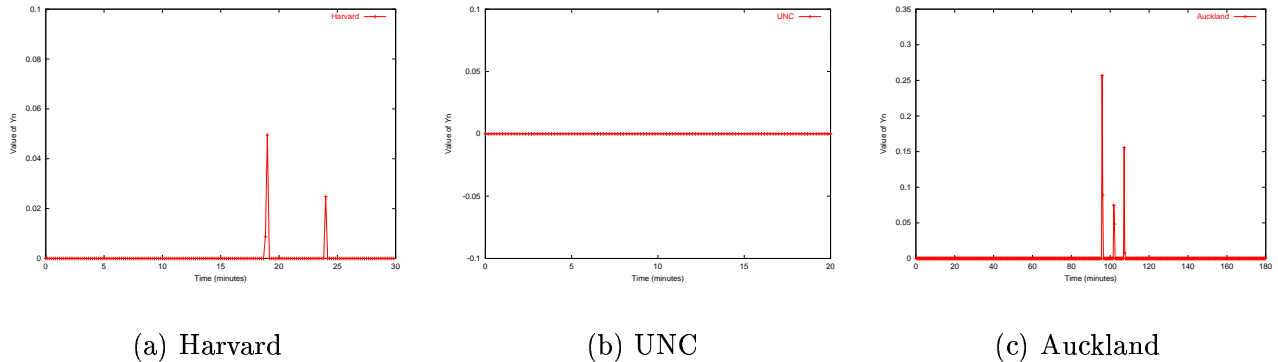 Harvard
0.1
0.08
0.06
0.04
0.02
0
Value of Yn
0 5 10 15 20 25 30
Time (minutes)
(a) Harvard
UNC
0.1
0.05
0
-0.05
-0.1
Value of Yn
0 5 10 15 20
Time (minutes)
(b) UNC
Auckland
0.35
0.3
0.25
0.2
0.15
0.1
0.05
0
Value of Yn
0 20 40 60 80 100 120 140 160 180
Time (minutes)
(c) Auckland